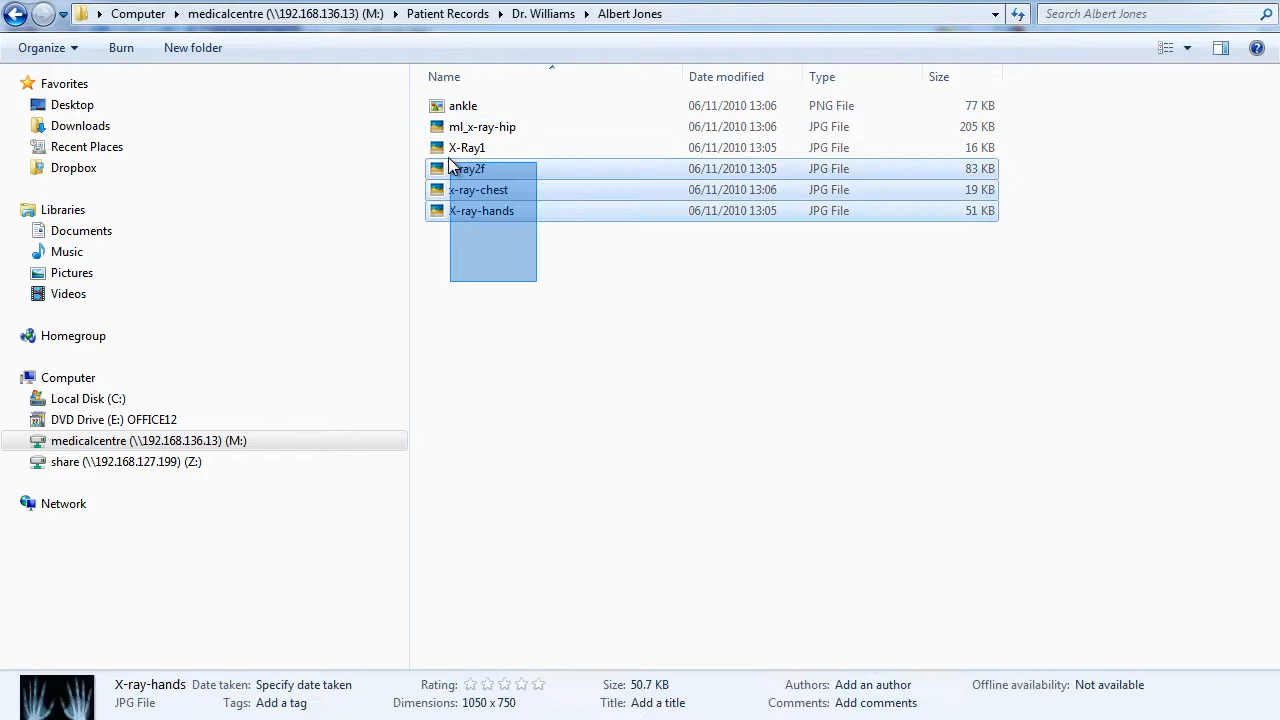 Computer medicalcentre (\\192.168.136.13) (M:) Patient Records Dr. Williams Albert Jones Search Albert Jones
Organize Burn New folder
Name Date modified Type Size
ankle 06/11/2010 13:06 PNG File 77 KB
ml_x-ray-hip 06/11/2010 13:06 JPG File 205 KB
X-Ray1 06/11/2010 13:05 JPG File 16 KB
06/11/2010 13:05 JPG File 83 KB
x-ray-chest 06/11/2010 13:06 JPG File 19 KB
X-ray-hands 06/11/2010 13:05 JPG File 51 KB
Favorites
Desktop
Downloads
Recent Places
Dropbox
Libraries
Documents
Music
Pictures
Videos
Homegroup
Computer
Local Disk (C:)
DVD Drive (E:) OFFICE12
medicalcentre (\\192.168.136.13) (M:)
share (\\192.168.127.199) (Z:)
Network
X-ray-hands Date taken: Specify date taken Rating: Size: 50.7 KB Authors: Add an author Offline availability: Not available
JPG File Tags: Add a tag Dimensions: 1050 x 750 Title: Add a title Comments: Add comments